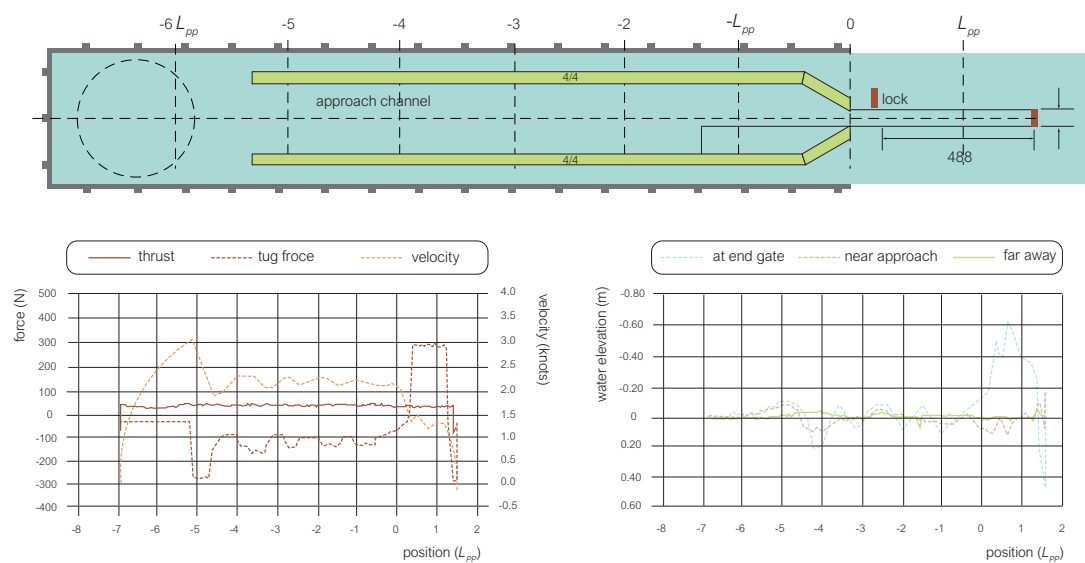 -6 Lpp -5 -4 -3 -2 -Lpp 0 Lpp
4/4
approach channel
lock
4/4
488
thrust tug froce velocity
force (N)
500
400
300
200
100
0
-100
-200
-300
-400
4.0
3.5
3.0
2.5
2.0
1.5
1.0
0.5
0.0
-0.5
velocity (knots)
-8 -7 -6 -5 -4 -3 -2 -1 0 1 2
position (Lpp)
at end gate near approach far away
water elevation (m)
-0.80
-0.60
-0.40
-0.20
0
0.20
0.40
0.60
-8 -7 -6 -5 -4 -3 -2 -1 0 1 2
position (Lpp)